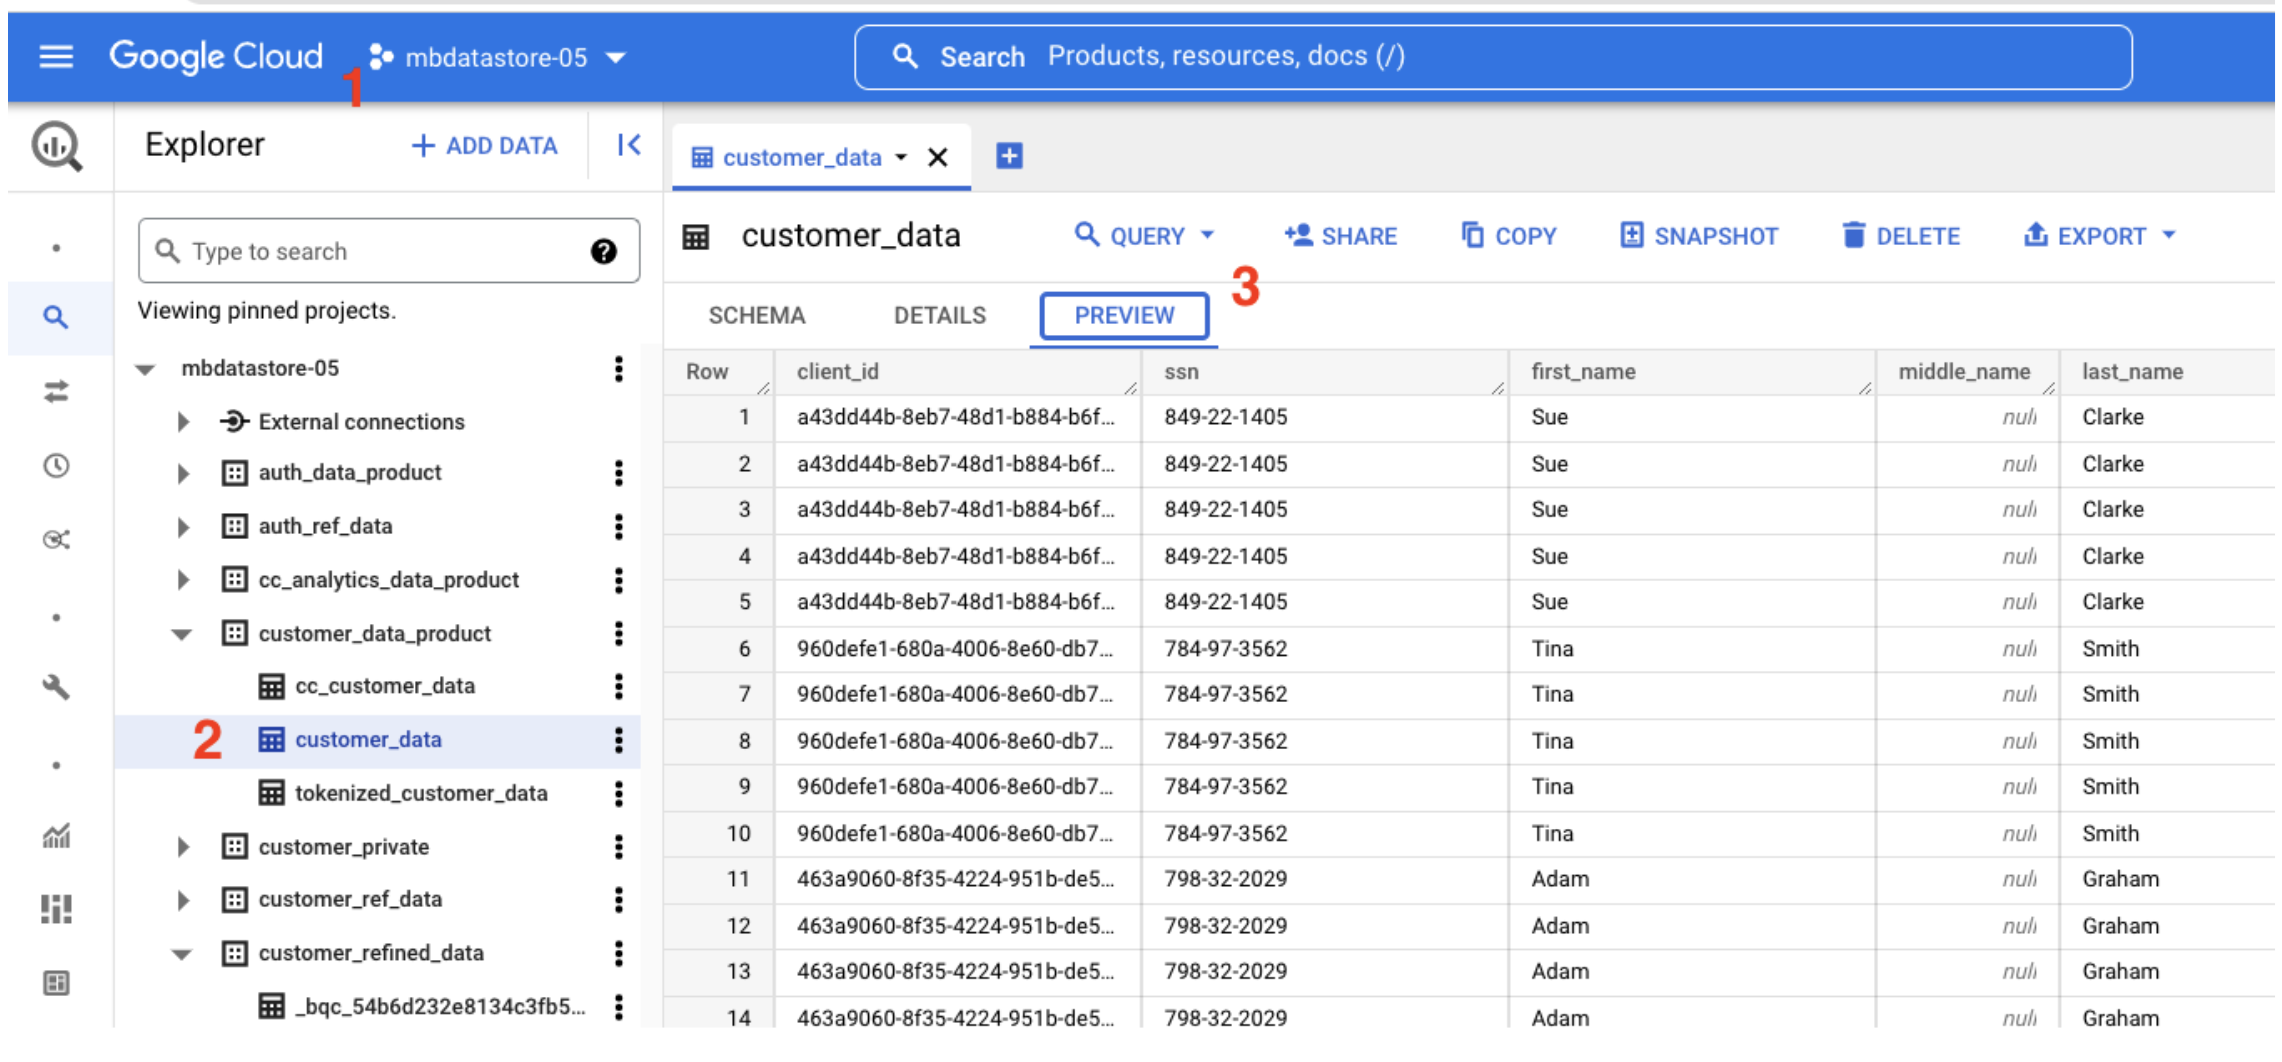 Google Cloud mbdatastore-05 Search Products, resources, docs (/)
1
Explorer + ADD DATA
Type to search
Viewing pinned projects.
mbdatastore-05
External connections
auth_data_product
auth_ref_data
cc_analytics_data_product
customer_data_product
cc_customer_data
2 customer_data
tokenized_customer_data
customer_private
customer_ref_data
customer_refined_data
_bqc_54b6d232e8134c3fb5...
customer_data
customer_data QUERY SHARE COPY SNAPSHOT DELETE EXPORT
3
SCHEMA DETAILS PREVIEW
Row client_id ssn first_name middle_name last_name
1 a43dd44b-8eb7-48d1-b884-b6f... 849-22-1405 Sue null Clarke
2 a43dd44b-8eb7-48d1-b884-b6f... 849-22-1405 Sue null Clarke
3 a43dd44b-8eb7-48d1-b884-b6f... 849-22-1405 Sue null Clarke
4 a43dd44b-8eb7-48d1-b884-b6f... 849-22-1405 Sue null Clarke
5 a43dd44b-8eb7-48d1-b884-b6f... 849-22-1405 Sue null Clarke
6 960defe1-680a-4006-8e60-db7... 784-97-3562 Tina null Smith
7 960defe1-680a-4006-8e60-db7... 784-97-3562 Tina null Smith
8 960defe1-680a-4006-8e60-db7... 784-97-3562 Tina null Smith
9 960defe1-680a-4006-8e60-db7... 784-97-3562 Tina null Smith
10 960defe1-680a-4006-8e60-db7... 784-97-3562 Tina null Smith
11 463a9060-8f35-4224-951b-de5... 798-32-2029 Adam null Graham
12 463a9060-8f35-4224-951b-de5... 798-32-2029 Adam null Graham
13 463a9060-8f35-4224-951b-de5... 798-32-2029 Adam null Graham
14 463a9060-8f35-4224-951b-de5... 798-32-2029 Adam null Graham